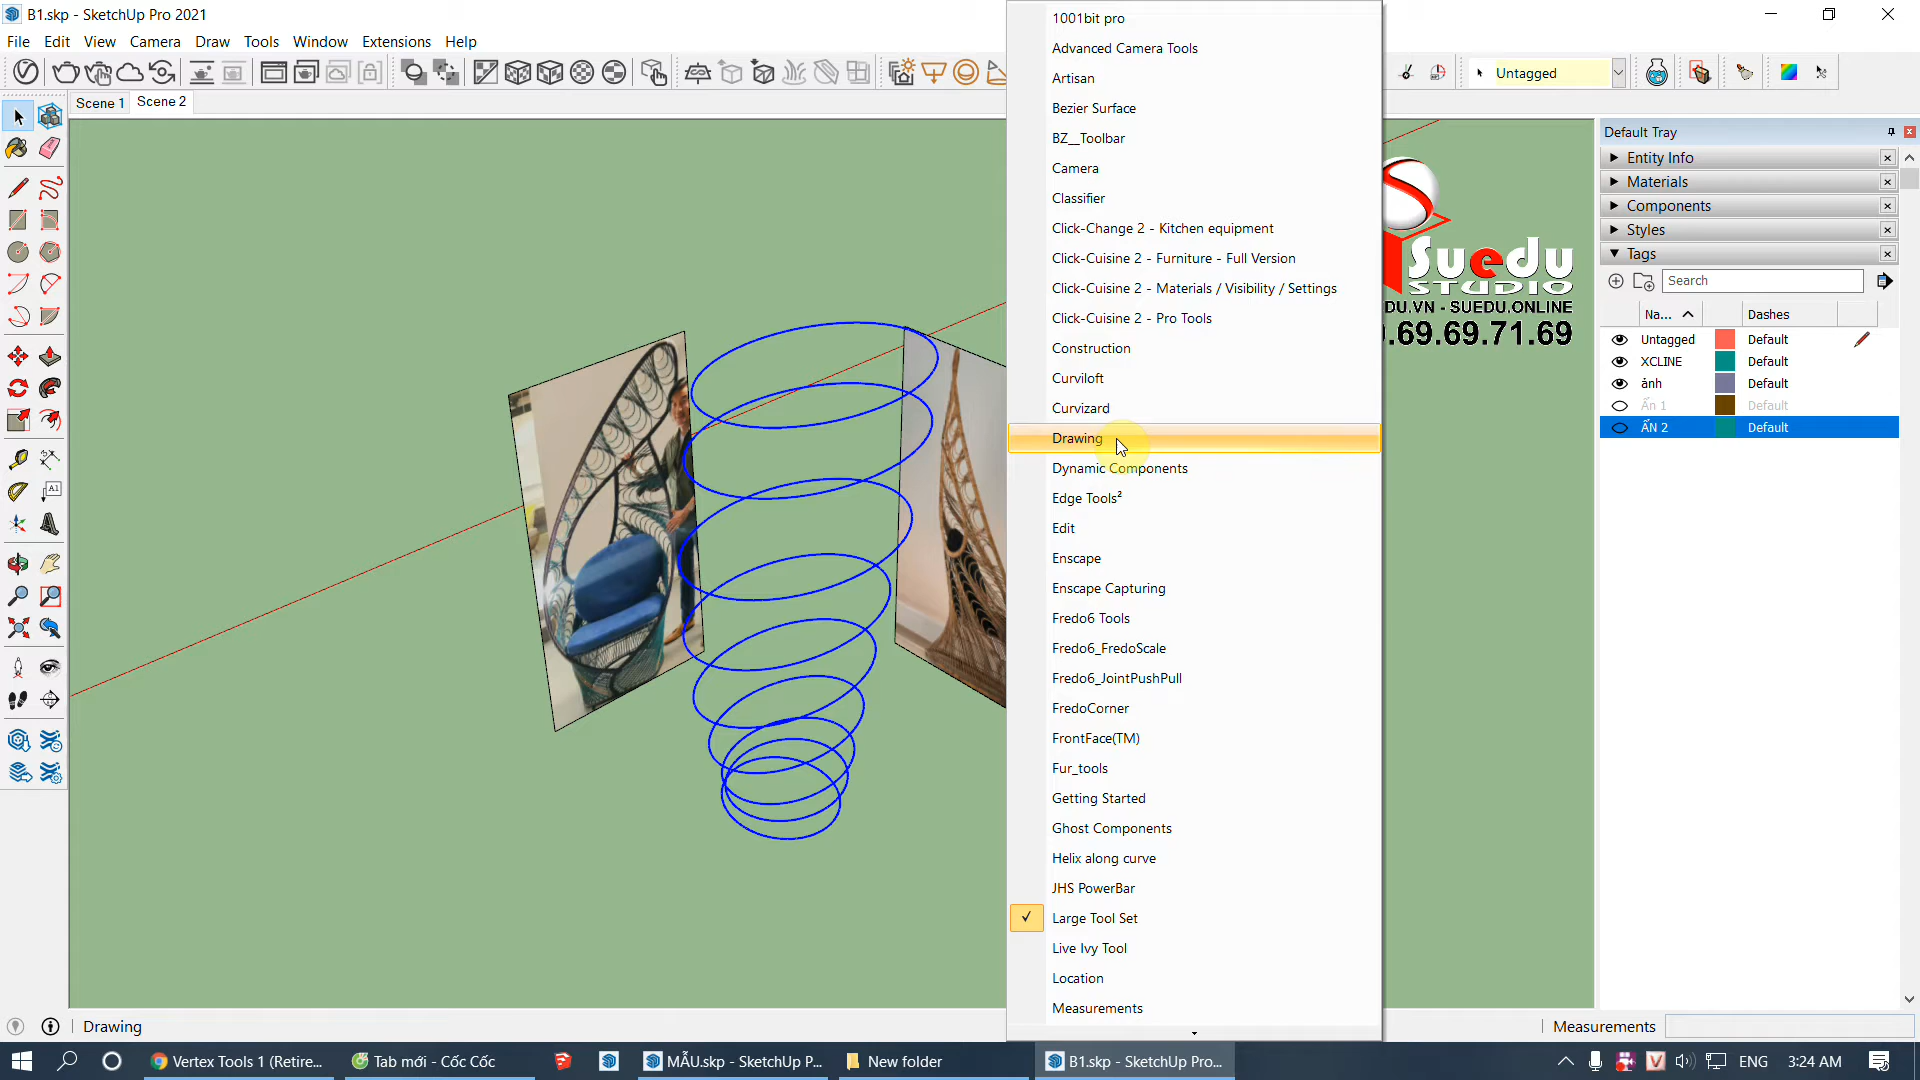 B1.skp - SketchUp Pro 2021
File Edit View Camera Draw Tools Window Extensions Help
Untagged
Scene 1 Scene 2
1001bit pro
Advanced Camera Tools
Artisan
Bezier Surface
BZ__Toolbar
Camera
Classifier
Click-Change 2 - Kitchen equipment
Click-Cuisine 2 - Furniture - Full Version
Click-Cuisine 2 - Materials / Visibility / Settings
Click-Cuisine 2 - Pro Tools
Construction
Curviloft
Curvizard
Drawing
Dynamic Components
Edge Tools²
Edit
Enscape
Enscape Capturing
Fredo6 Tools
Fredo6_FredoScale
Fredo6_JointPushPull
FredoCorner
FrontFace(TM)
Fur_tools
Getting Started
Ghost Components
Helix along curve
JHS PowerBar
✓ Large Tool Set
Live Ivy Tool
Location
Measurements
Suedu
STUDIO
DU.VN - SUEDU.ONLINE
.69.69.71.69
Default Tray
Entity Info
Materials
Components
Styles
Tags
Search
Na... Dashes
Untagged Default
XCLINE Default
ảnh Default
Ẩn 1 Default
ẨN 2 Default
A1
Drawing
Measurements
Vertex Tools 1 (Retire...
Tab mới - Cốc Cốc
MẪU.skp - SketchUp P...
New folder
B1.skp - SketchUp Pro...
ENG
3:24 AM